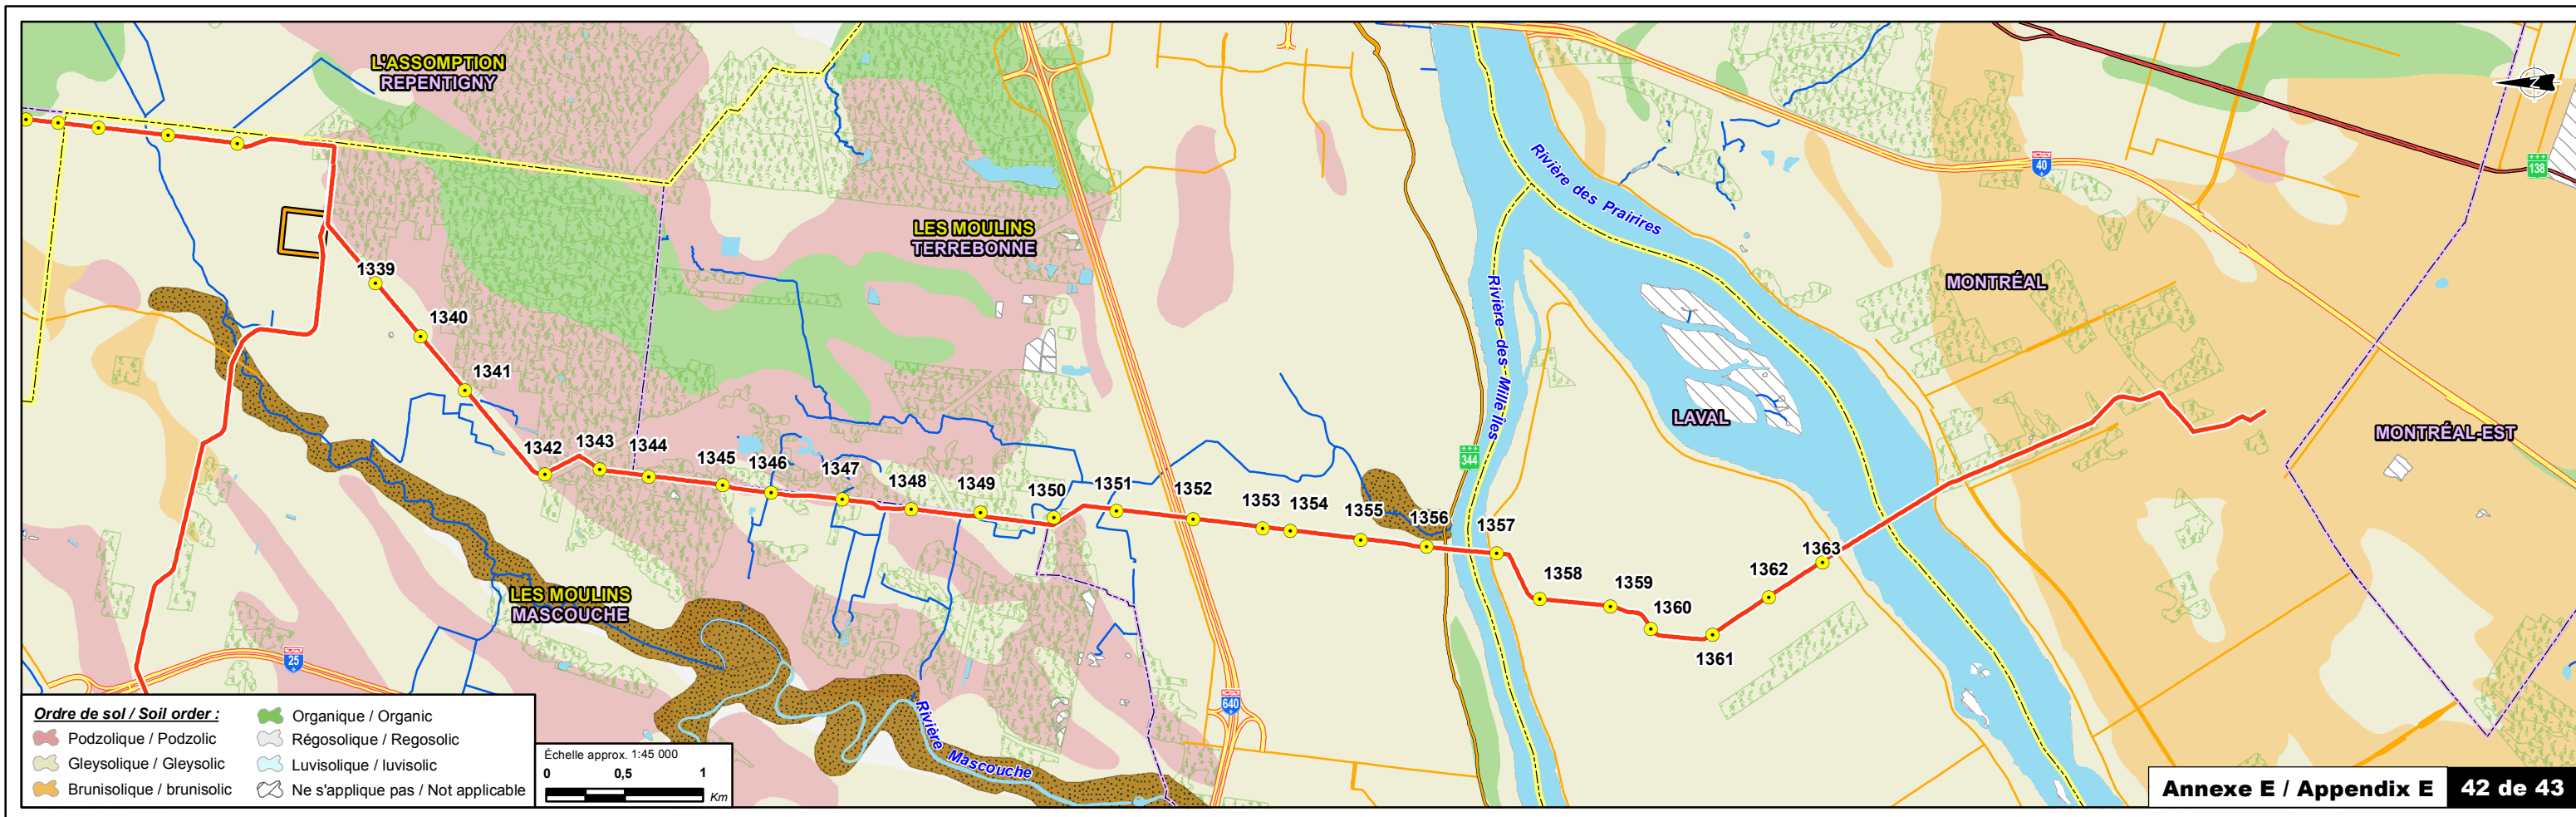 L'ASSOMPTION
REPENTIGNY
LES MOULINS
TERREBONNE
Rivière des Prairires
Rivière des Mille Îles
40
138
N
MONTRÉAL
LAVAL
MONTRÉAL-EST
344
1339
1340
1341
1342
1343
1344
1345
1346
1347
1348
1349
1350
1351
1352
1353
1354
1355
1356
1357
1358
1359
1360
1361
1362
1363
LES MOULINS
MASCOUCHE
25
640
Rivière Mascouche
Ordre de sol / Soil order :
Podzolique / Podzolic
Gleysolique / Gleysolic
Brunisolique / brunisolic
Organique / Organic
Régosolique / Regosolic
Luvisolique / luvisolic
Ne s'applique pas / Not applicable
Échelle approx. 1:45 000
0 0,5 1
Km
Annexe E / Appendix E 42 de 43